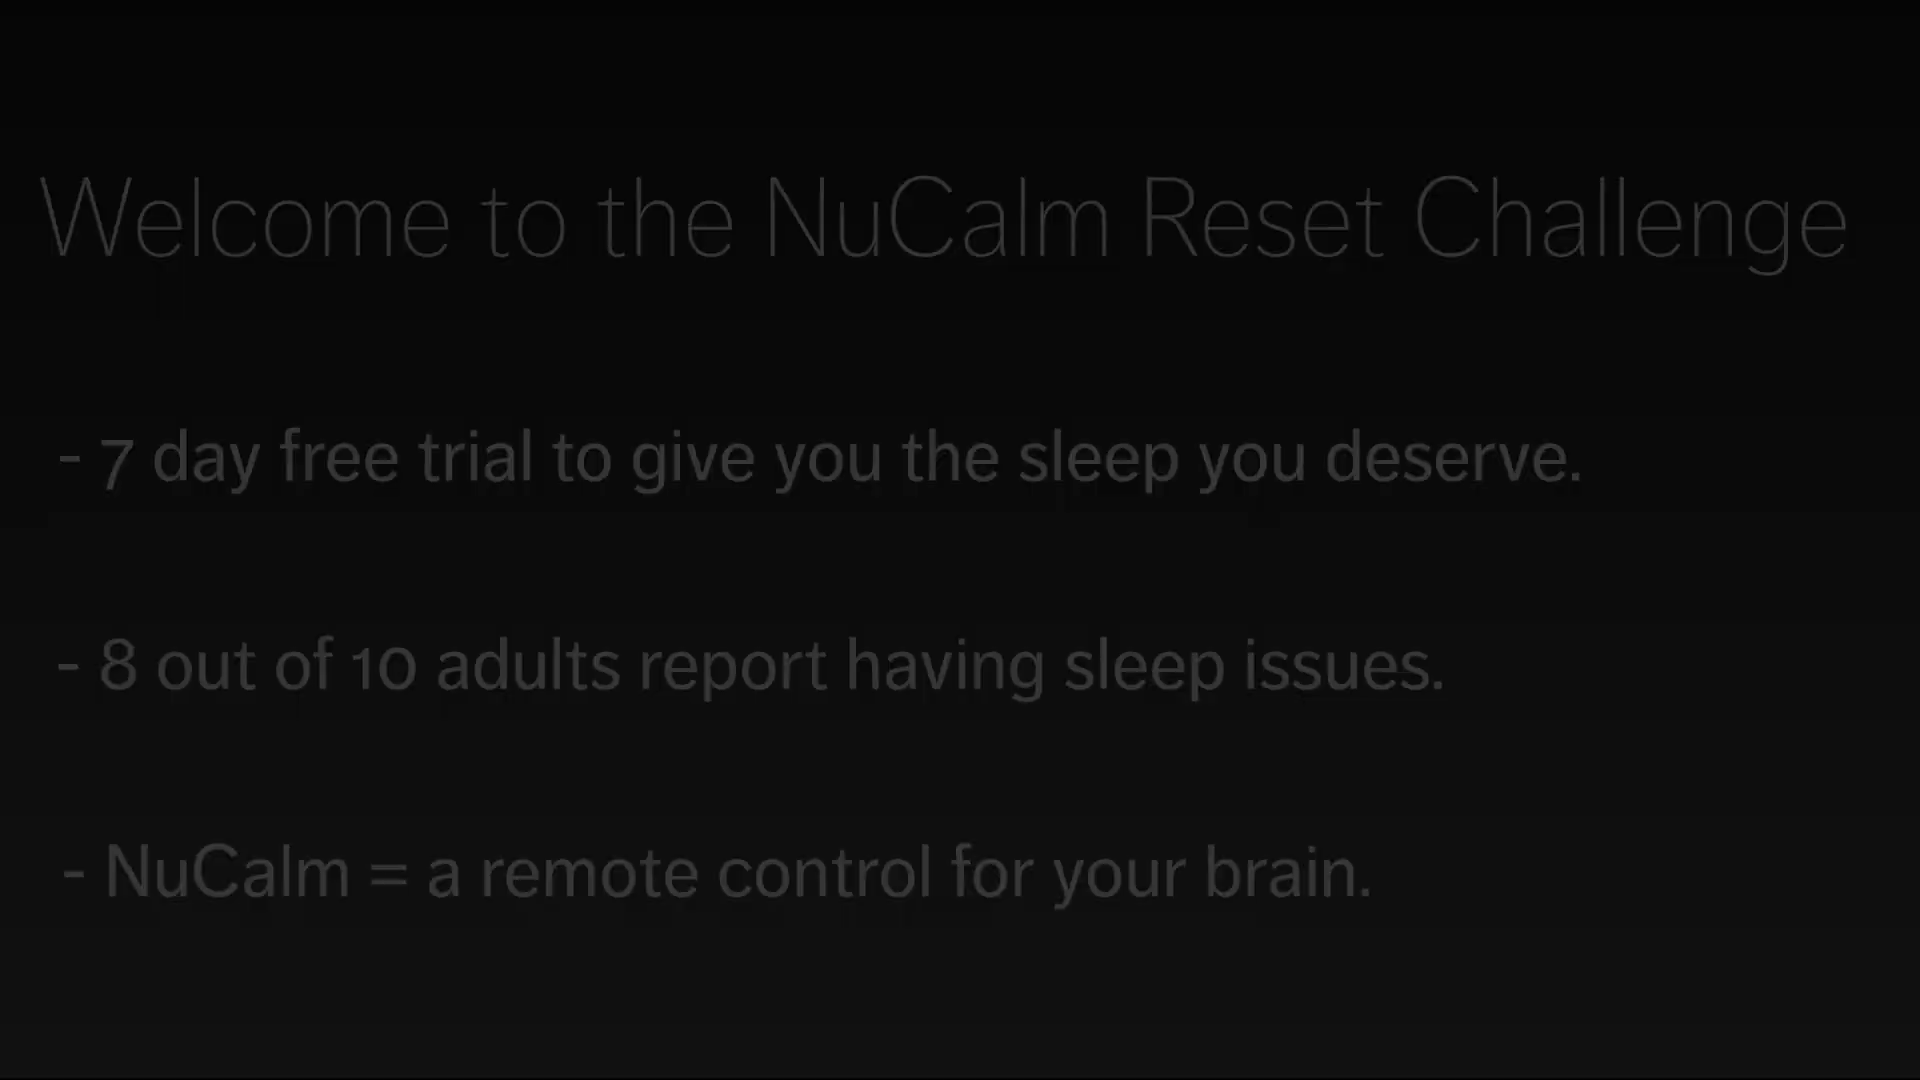 Welcome to the NuCalm Reset Challenge
- 7 day free trial to give you the sleep you deserve.
- 8 out of 10 adults report having sleep issues.
- NuCalm = a remote control for your brain.